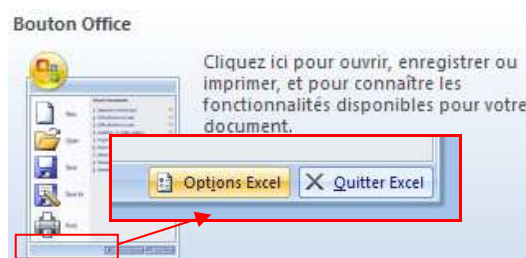 Bouton Office
Cliquez ici pour ouvrir, enregistrer ou
imprimer, et pour connaître les
fonctionnalités disponibles pour votre
document.
Options Excel
Quitter Excel